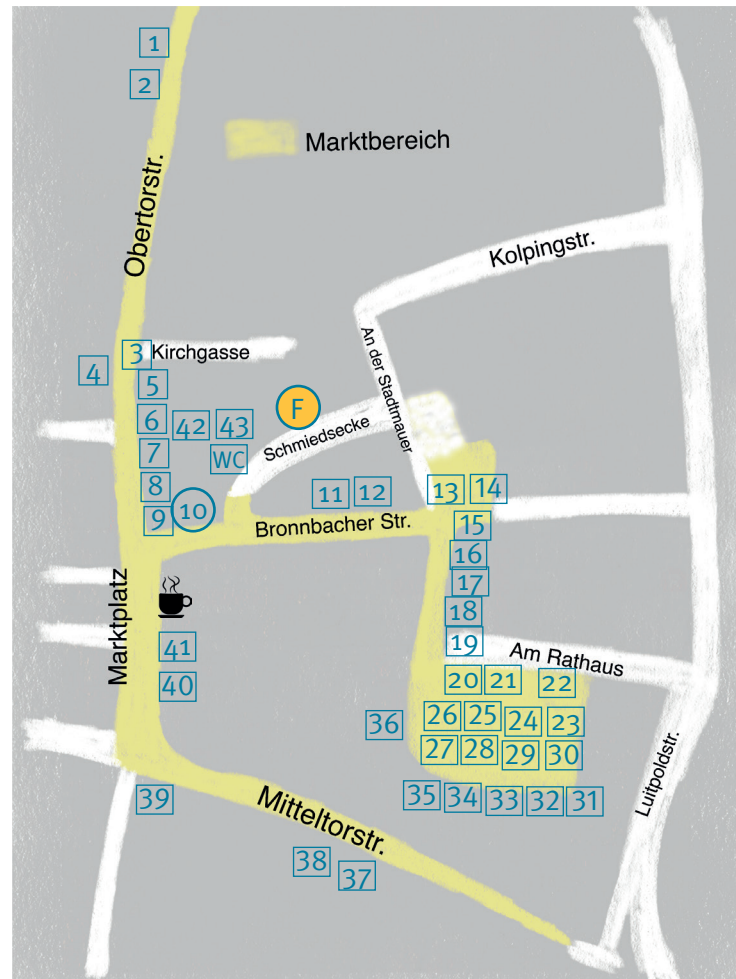 1
2
Marktbereich
Obertorstr.
Kolpingstr.
3 Kirchgasse
4
5
An der Stadtmauer
F
6 42 43
Schmiedsecke
7 WC
8
11 12 13 14
9 10
Bronnbacher Str.
15
16
17
Marktplatz
18
41
19
Am Rathaus
40
20 21 22
36 26 25 24 23
27 28 29 30
Luitpoldstr.
39
35 34 33 32 31
Mitteltorstr.
38 37